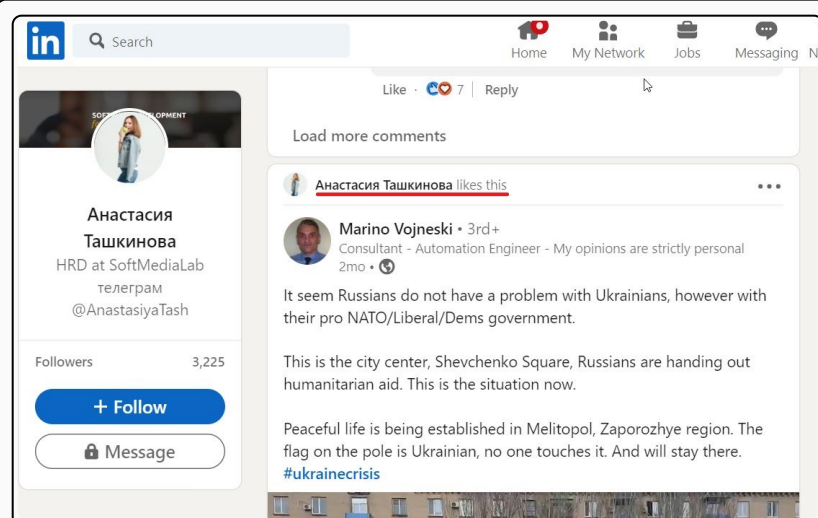 in
Search
Home
My Network
Jobs
Messaging
N
Like · 7 | Reply
Load more comments
Анастасия Ташкинова likes this
Анастасия
Ташкинова
HRD at SoftMediaLab
телеграм
@AnastasiyaTash
Followers 3,225
+ Follow
Message
Marino Vojneski • 3rd+
Consultant - Automation Engineer - My opinions are strictly personal
2mo •
It seem Russians do not have a problem with Ukrainians, however with
their pro NATO/Liberal/Dems government.
This is the city center, Shevchenko Square, Russians are handing out
humanitarian aid. This is the situation now.
Peaceful life is being established in Melitopol, Zaporozhye region. The
flag on the pole is Ukrainian, no one touches it. And will stay there.
#ukrainecrisis